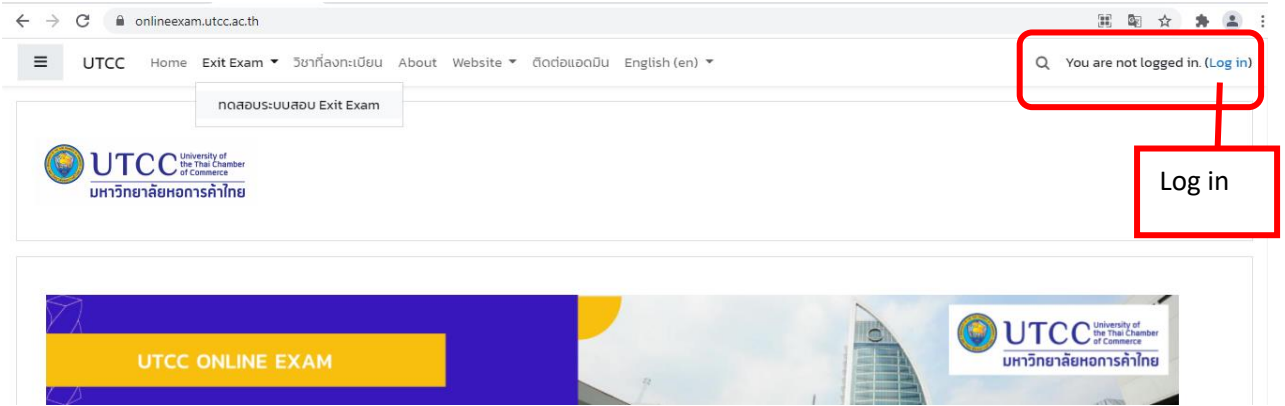 onlineexam.utcc.ac.th
UTCC Home Exit Exam วิชาที่ลงทะเบียน About Website ติดต่อแอดมิน English (en) You are not logged in. (Log in)
ทดสอบระบบสอบ Exit Exam
UTCC University of the Thai Chamber of Commerce
มหาวิทยาลัยหอการค้าไทย
Log in
UTCC ONLINE EXAM
UTCC University of the Thai Chamber of Commerce
มหาวิทยาลัยหอการค้าไทย